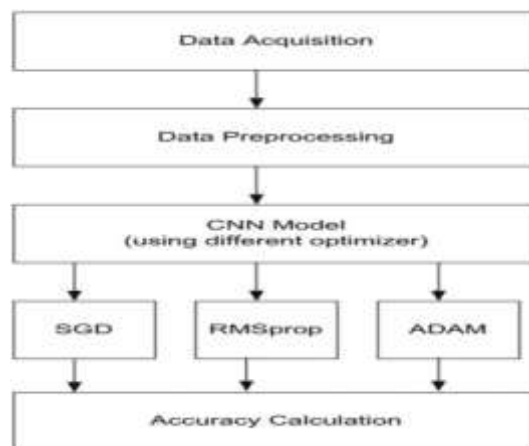 Data Acquisition
Data Preprocessing
CNN Model
(using different optimizer)
SGD
RMSprop
ADAM
Accuracy Calculation